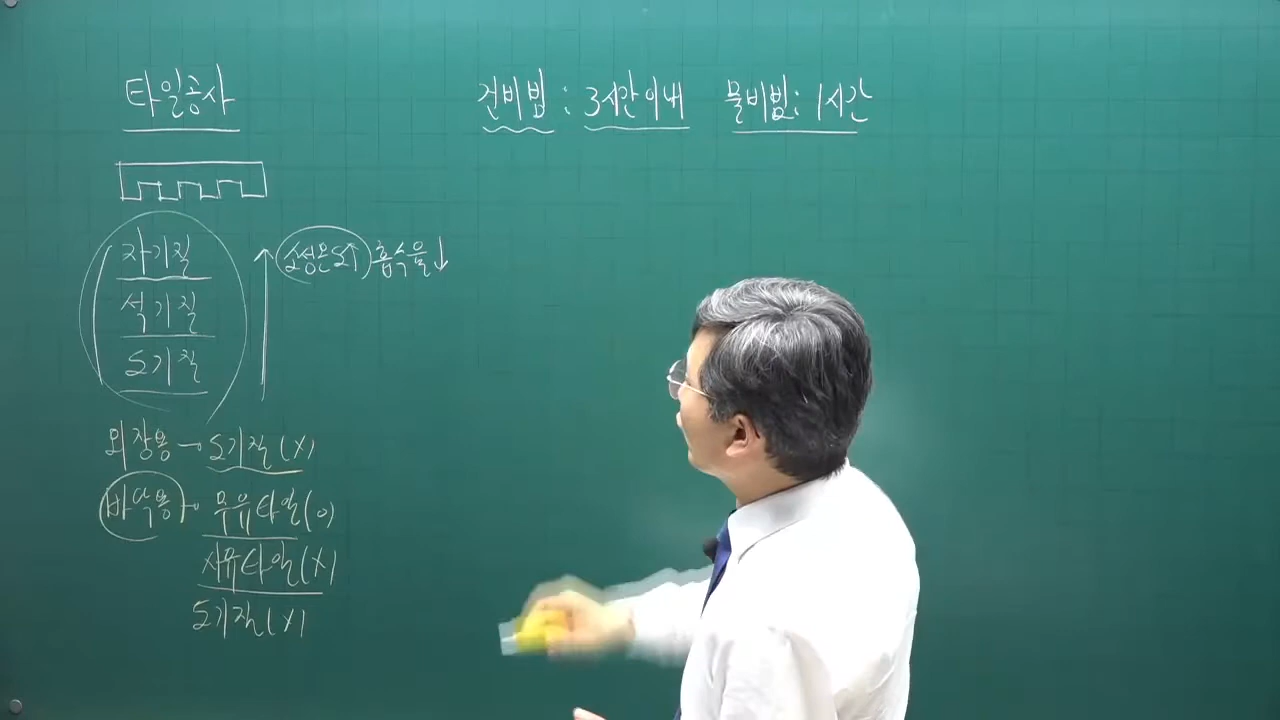 타일공사
건비법 : 3시간이내 물비빔 : 1시간
자기질 소성온도↑ 흡수율↓
석기질
도기질
외장용 → 도기질(X)
바닥용 → 무유타일(O)
시유타일(X)
도기질(X)